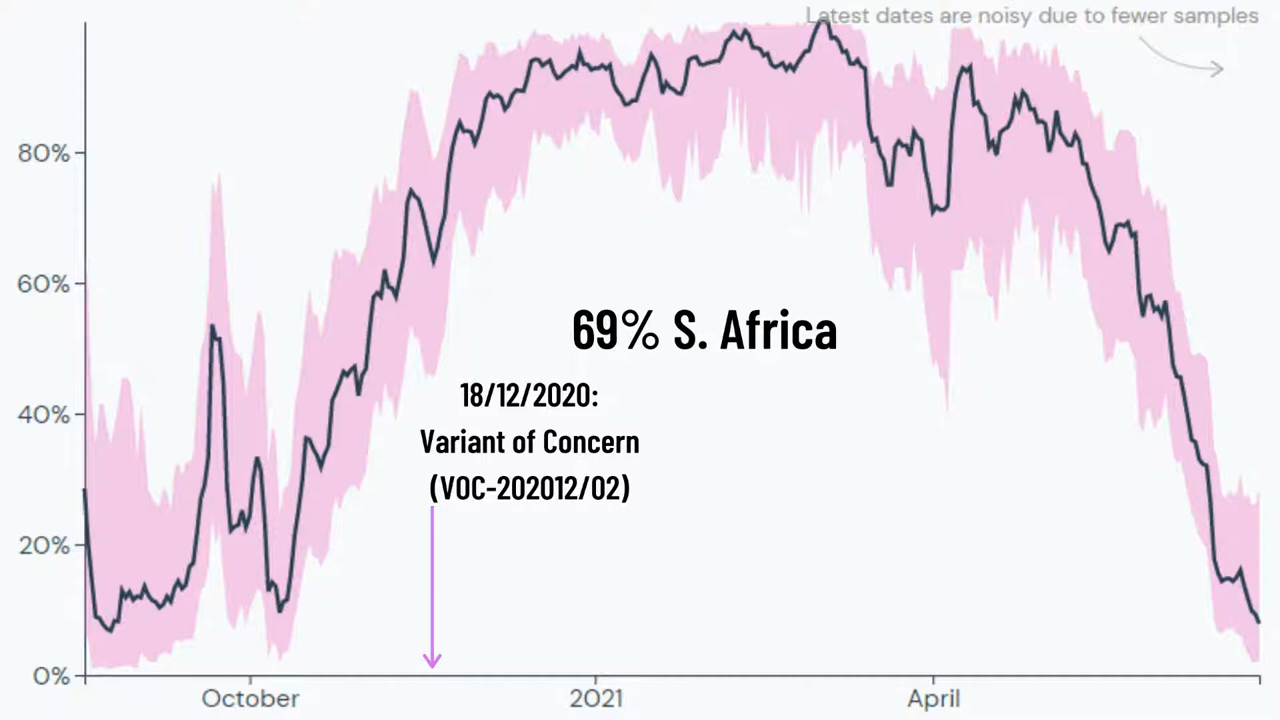 Latest dates are noisy due to fewer samples
80%
60%
69% S. Africa
18/12/2020:
40%
Variant of Concern
(VOC-202012/02)
20%
0%
October
2021
April